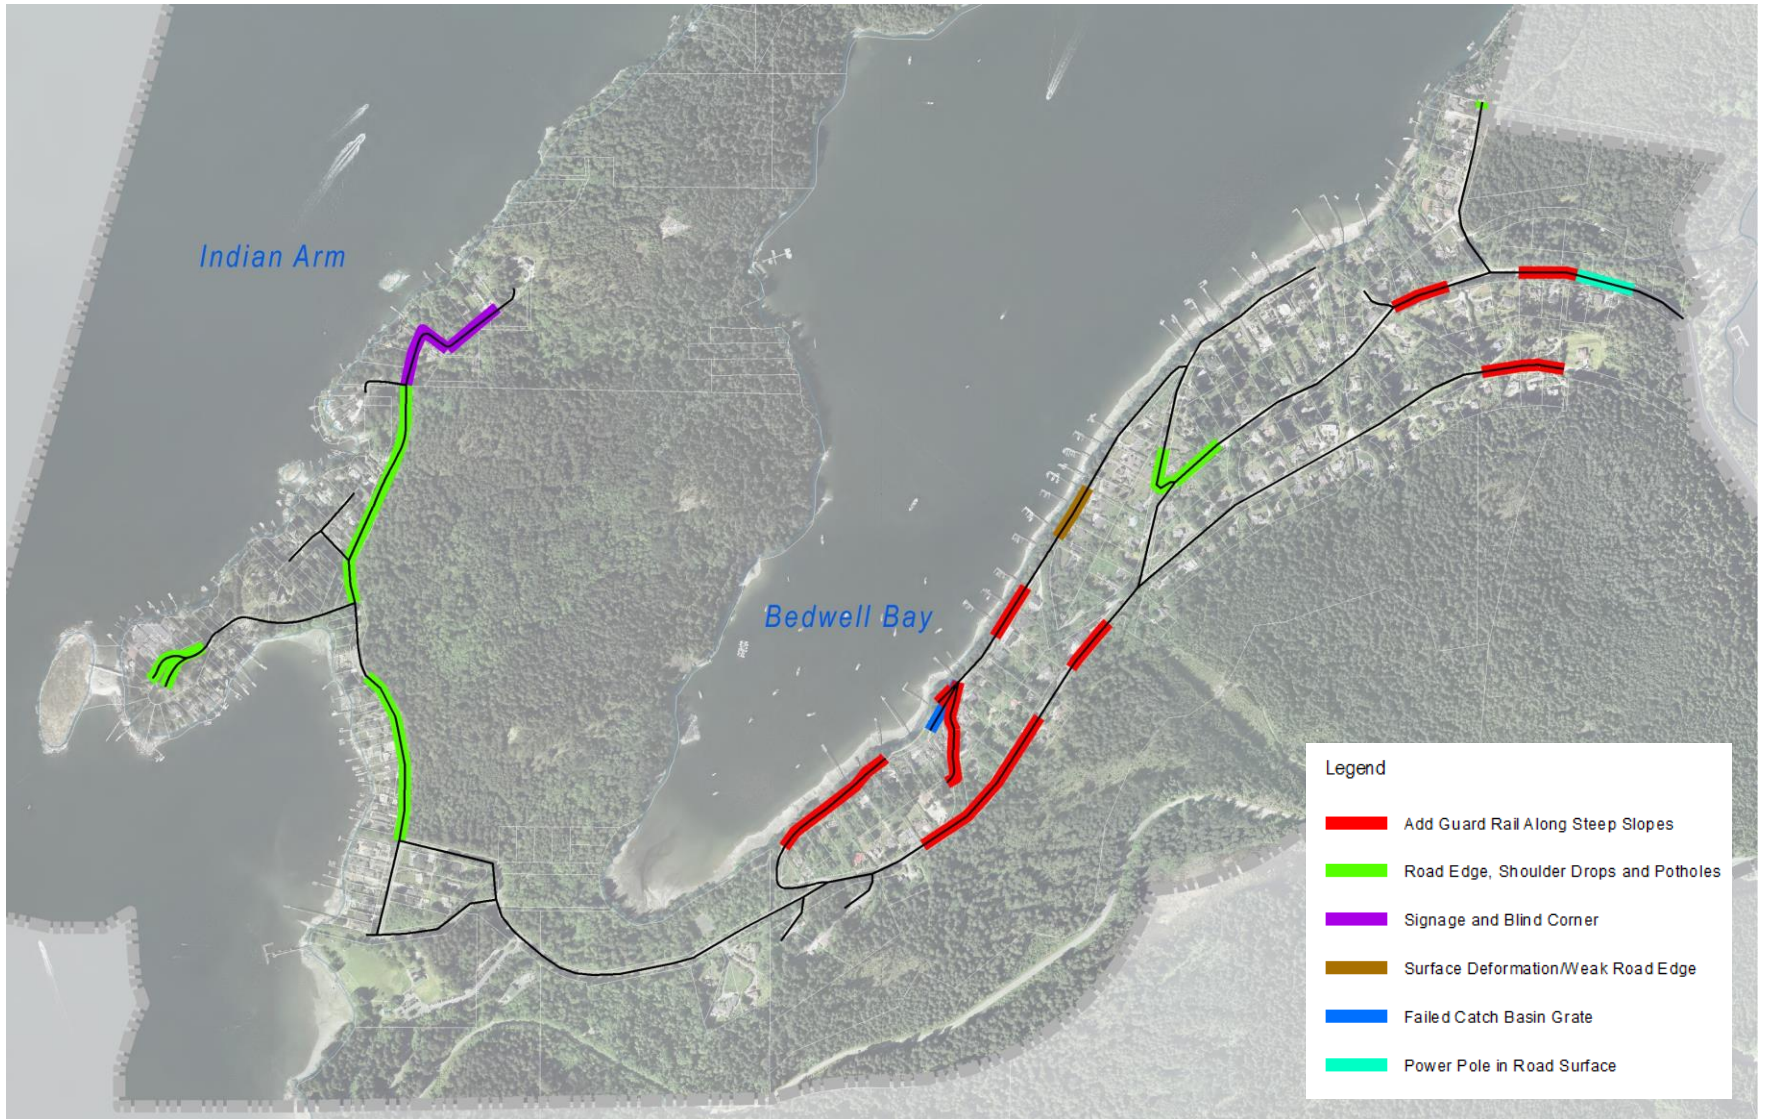 Indian Arm
Bedwell Bay
Legend
Add Guard Rail Along Steep Slopes
Road Edge, Shoulder Drops and Potholes
Signage and Blind Corner
Surface Deformation/Weak Road Edge
Failed Catch Basin Grate
Power Pole in Road Surface